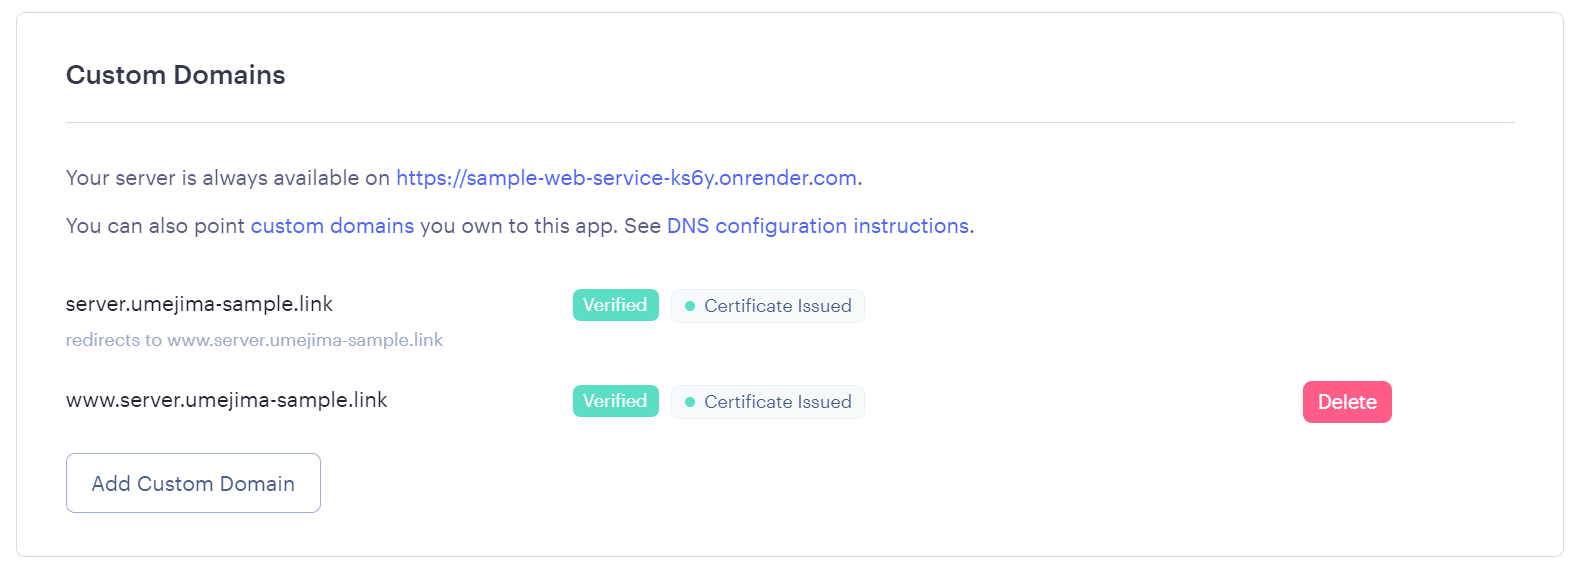 Custom Domains
Your server is always available on https://sample-web-service-ks6y.onrender.com.
You can also point custom domains you own to this app. See DNS configuration instructions.
server.umejima-sample.link Verified Certificate Issued
redirects to www.server.umejima-sample.link
www.server.umejima-sample.link Verified Certificate Issued Delete
Add Custom Domain